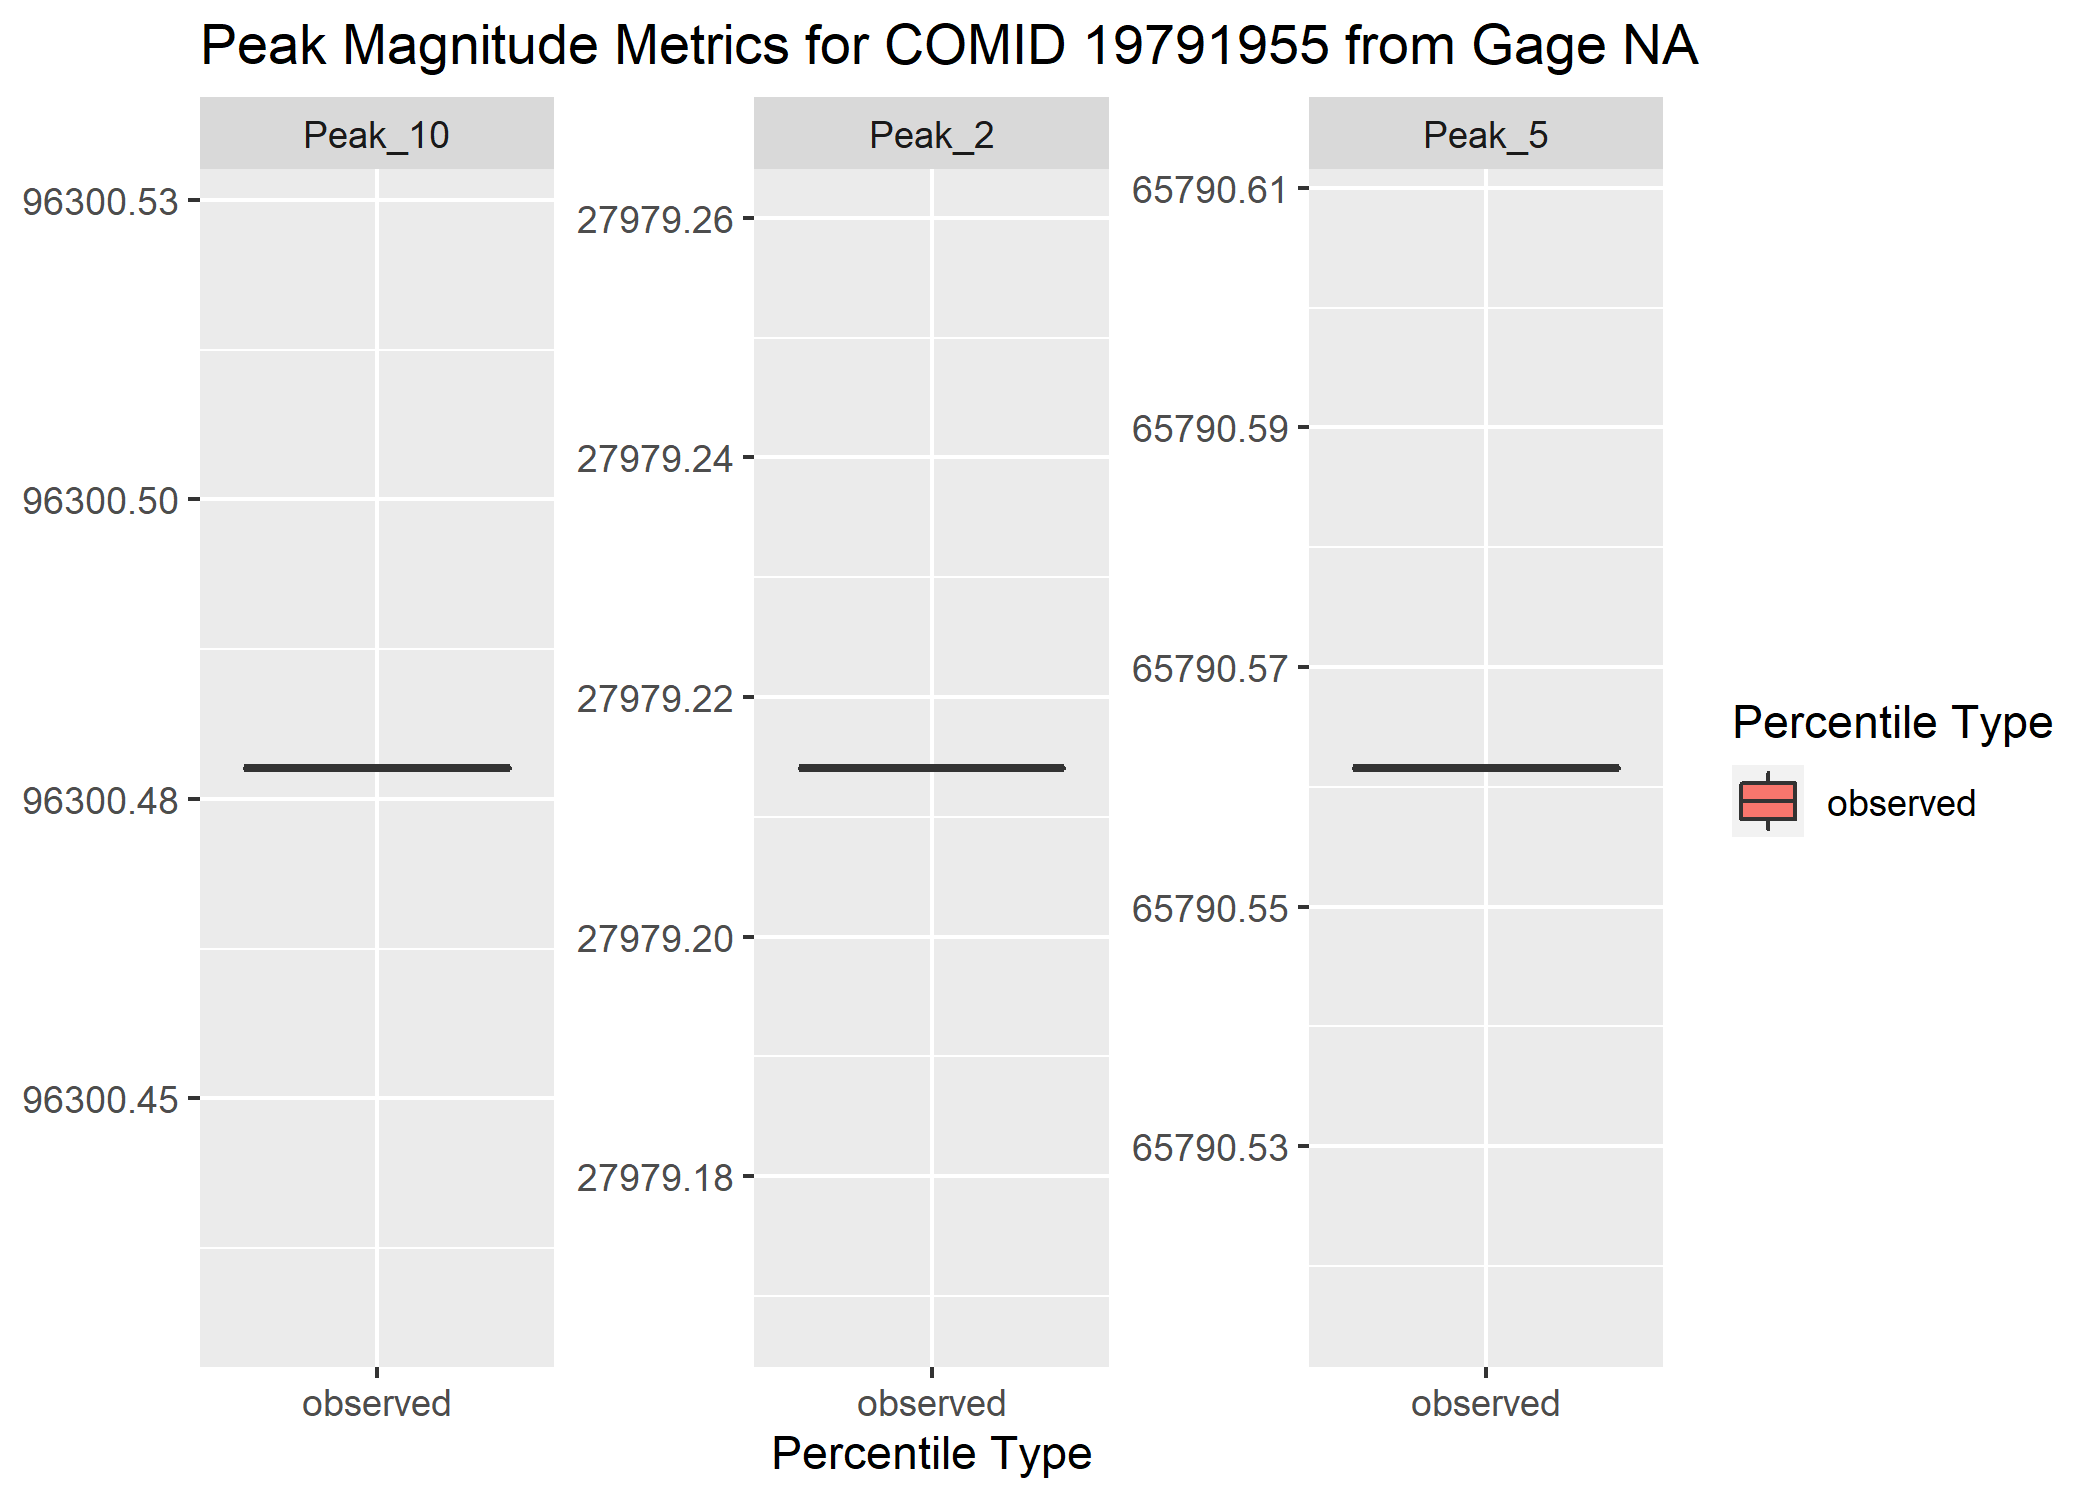 Peak Magnitude Metrics for COMID 19791955 from Gage NA
Peak_10
96300.53
96300.50
96300.48
96300.45
observed
Peak_2
27979.26
27979.24
27979.22
27979.20
27979.18
observed
Peak_5
65790.61
65790.59
65790.57
65790.55
65790.53
observed
Percentile Type
Percentile Type
observed